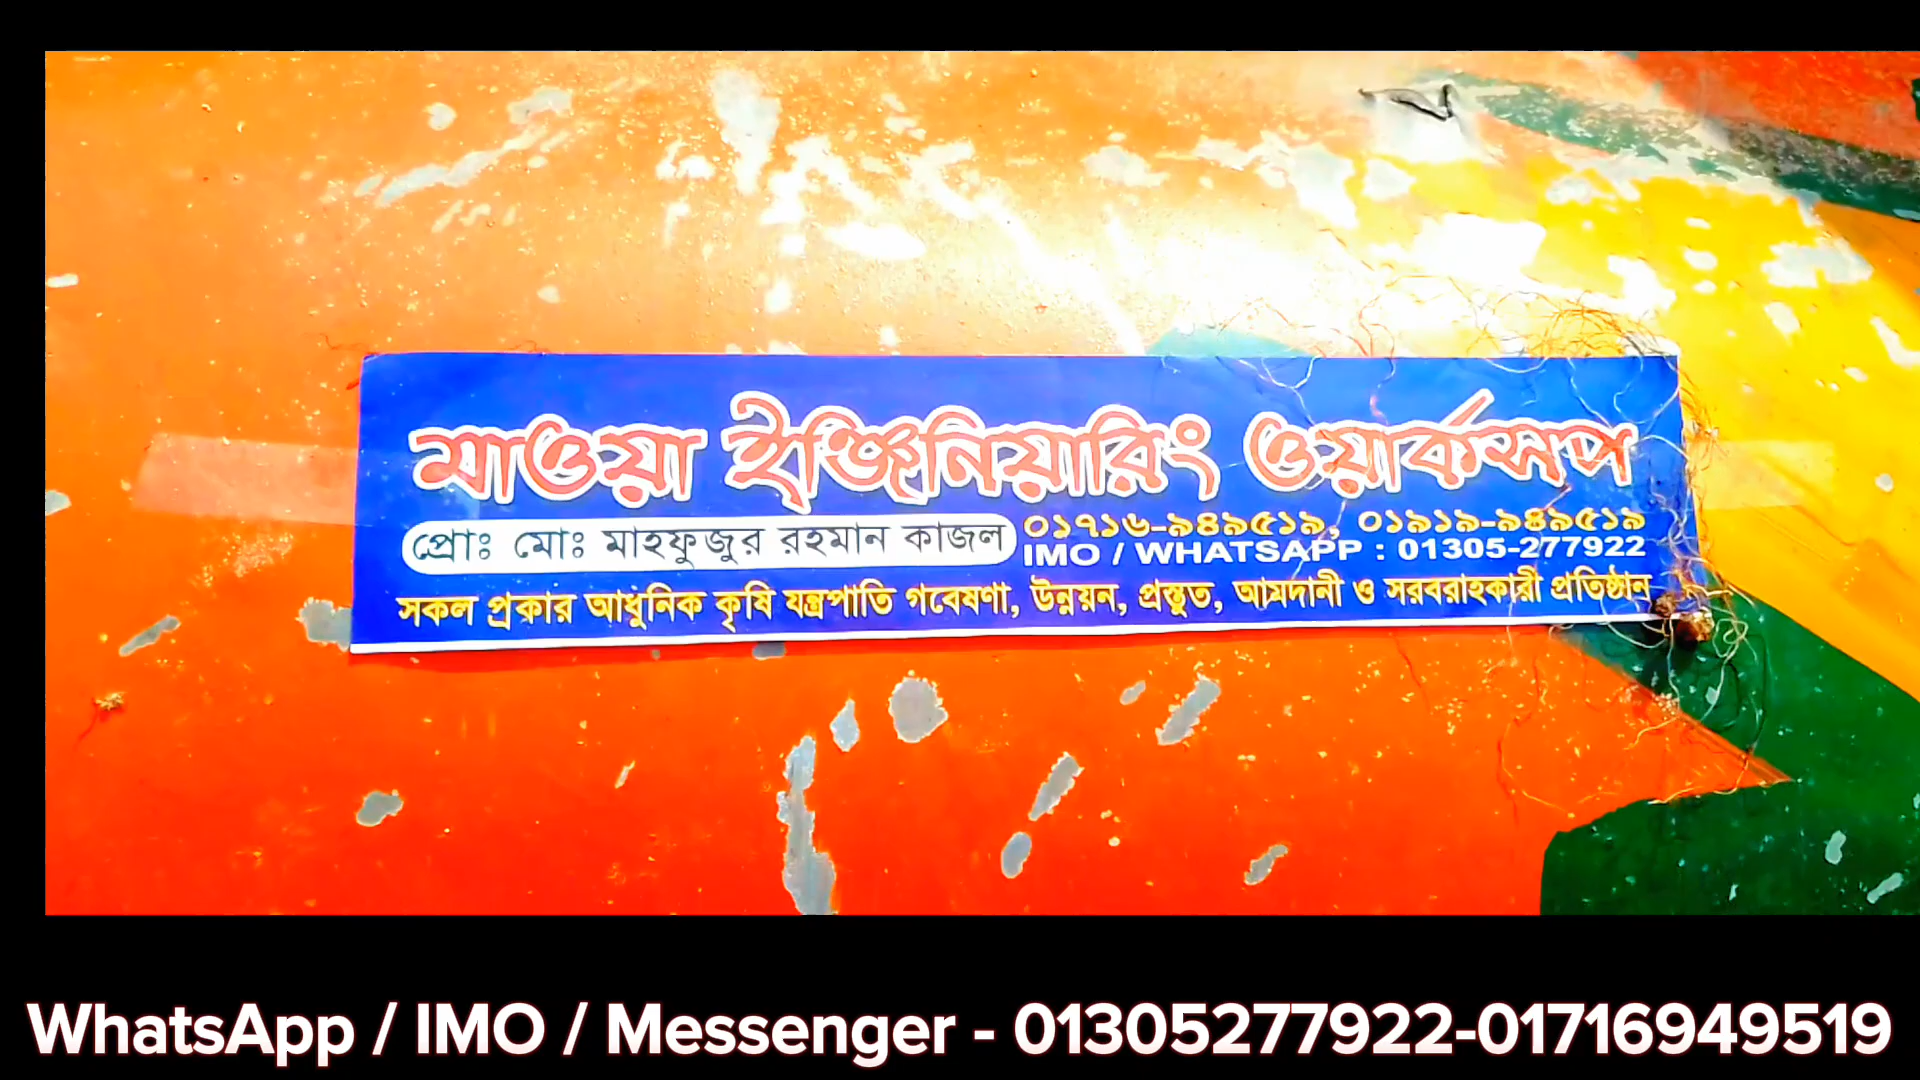 মাওয়া ইঞ্জিনিয়ারিং ওয়ার্কসপ
প্রোঃ মোঃ মাহফুজুর রহমান কাজল
০১৭১৬-৯৪৯৫১৯, ০১৯১৯-৯৪৯৫১৯
IMO / WHATSAPP : 01305-277922
সকল প্রকার আধুনিক কৃষি যন্ত্রপাতি গবেষণা, উন্নয়ন, প্রস্তুত, আমদানী ও সরবরাহকারী প্রতিষ্ঠান
WhatsApp / IMO / Messenger - 01305277922-01716949519